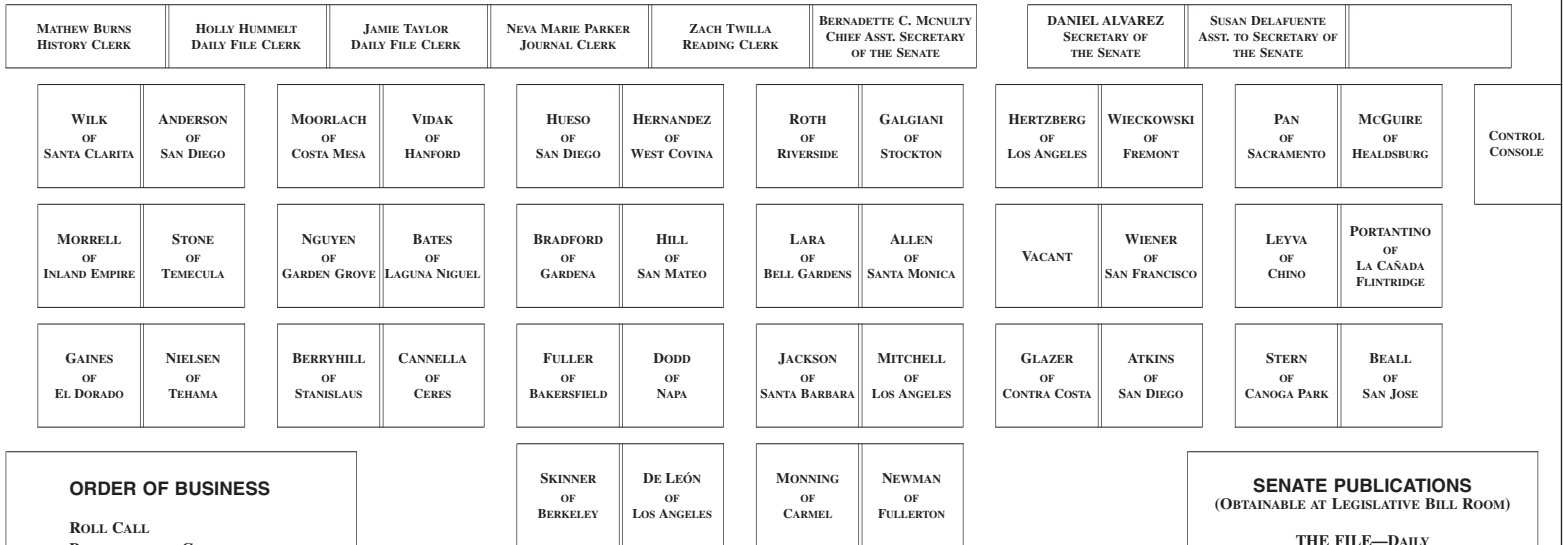 MATHEW BURNS
HISTORY CLERK
HOLLY HUMMELT
DAILY FILE CLERK
JAMIE TAYLOR
DAILY FILE CLERK
NEVA MARIE PARKER
JOURNAL CLERK
ZACH TWILLA
READING CLERK
BERNADETTE C. MCNULTY
CHIEF ASST. SECRETARY
OF THE SENATE
DANIEL ALVAREZ
SECRETARY OF
THE SENATE
SUSAN DELAFUENTE
ASST. TO SECRETARY OF
THE SENATE
WILK
OF
SANTA CLARITA
ANDERSON
OF
SAN DIEGO
MOORLACH
OF
COSTA MESA
VIDAK
OF
HANFORD
HUESO
OF
SAN DIEGO
HERNANDEZ
OF
WEST COVINA
ROTH
OF
RIVERSIDE
GALGIANI
OF
STOCKTON
HERTZBERG
OF
LOS ANGELES
WIECKOWSKI
OF
FREMONT
PAN
OF
SACRAMENTO
MCGUIRE
OF
HEALDSBURG
CONTROL
CONSOLE
MORRELL
OF
INLAND EMPIRE
STONE
OF
TEMECULA
NGUYEN
OF
GARDEN GROVE
BATES
OF
LAGUNA NIGUEL
BRADFORD
OF
GARDENA
HILL
OF
SAN MATEO
LARA
OF
BELL GARDENS
ALLEN
OF
SANTA MONICA
VACANT
WIENER
OF
SAN FRANCISCO
LEYVA
OF
CHINO
PORTANTINO
OF
LA CAÑADA
FLINTRIDGE
GAINES
OF
EL DORADO
NIELSEN
OF
TEHAMA
BERRYHILL
OF
STANISLAUS
CANNELLA
OF
CERES
FULLER
OF
BAKERSFIELD
DODD
OF
NAPA
JACKSON
OF
SANTA BARBARA
MITCHELL
OF
LOS ANGELES
GLAZER
OF
CONTRA COSTA
ATKINS
OF
SAN DIEGO
STERN
OF
CANOGA PARK
BEALL
OF
SAN JOSE
SKINNER
OF
BERKELEY
DE LEÓN
OF
LOS ANGELES
MONNING
OF
CARMEL
NEWMAN
OF
FULLERTON
ORDER OF BUSINESS
ROLL CALL
SENATE PUBLICATIONS
(OBTAINABLE AT LEGISLATIVE BILL ROOM)
THE FILE—DAILY